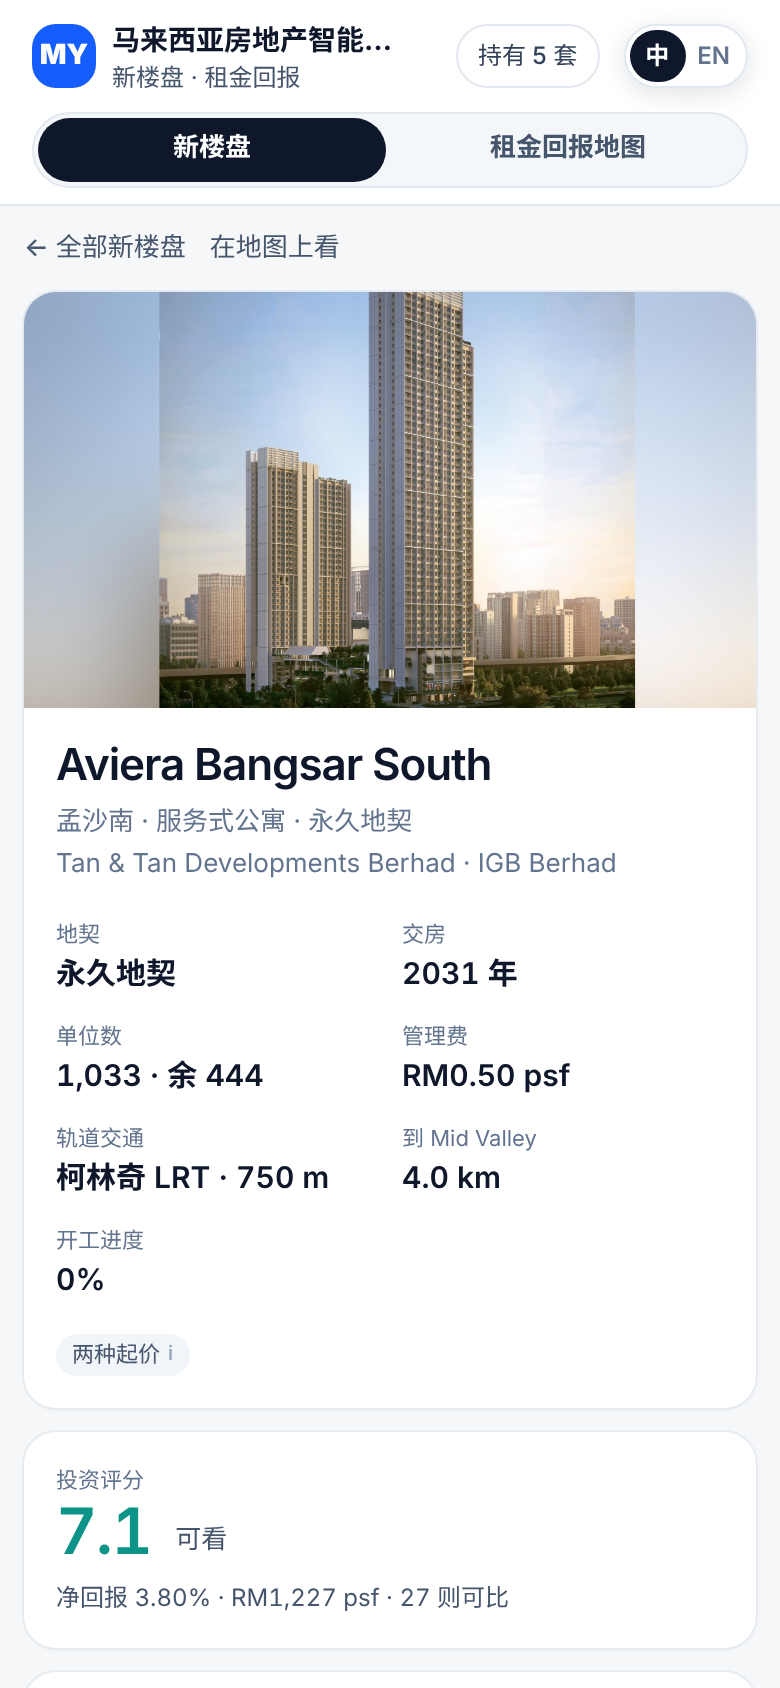 MY
马来西亚房地产智能...
新楼盘 · 租金回报
持有 5 套
中
EN
新楼盘
租金回报地图
← 全部新楼盘
在地图上看
Aviera Bangsar South
孟沙南 · 服务式公寓 · 永久地契
Tan & Tan Developments Berhad · IGB Berhad
地契
交房
永久地契
2031 年
单位数
管理费
1,033 · 余 444
RM0.50 psf
轨道交通
到 Mid Valley
柯林奇 LRT · 750 m
4.0 km
开工进度
0%
两种起价 i
投资评分
7.1 可看
净回报 3.80% · RM1,227 psf · 27 则可比